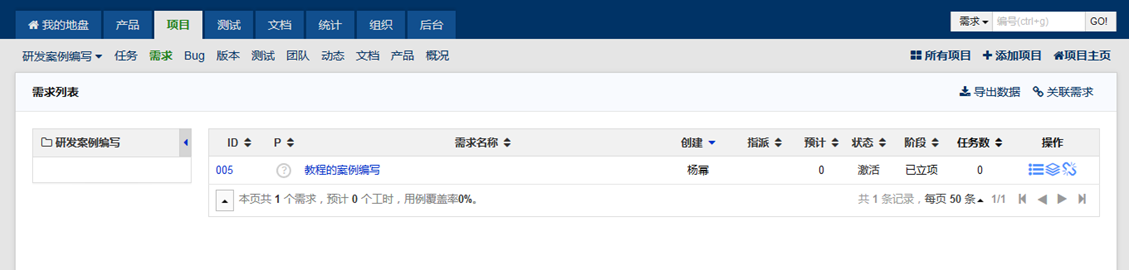 我的地盘 产品 项目 测试 文档 统计 组织 后台 需求 编号(ctrl+g) GO!
研发案例编写 任务 需求 Bug 版本 测试 团队 动态 文档 产品 概况 所有项目 添加项目 项目主页
需求列表 导出数据 关联需求
研发案例编写 ID P 需求名称 创建 指派 预计 状态 阶段 任务数 操作
005 ? 教程的案例编写 杨幂 0 激活 已立项 0
本页共 1 个需求，预计 0 个工时，用例覆盖率0%。 共 1 条记录，每页 50 条 1/1